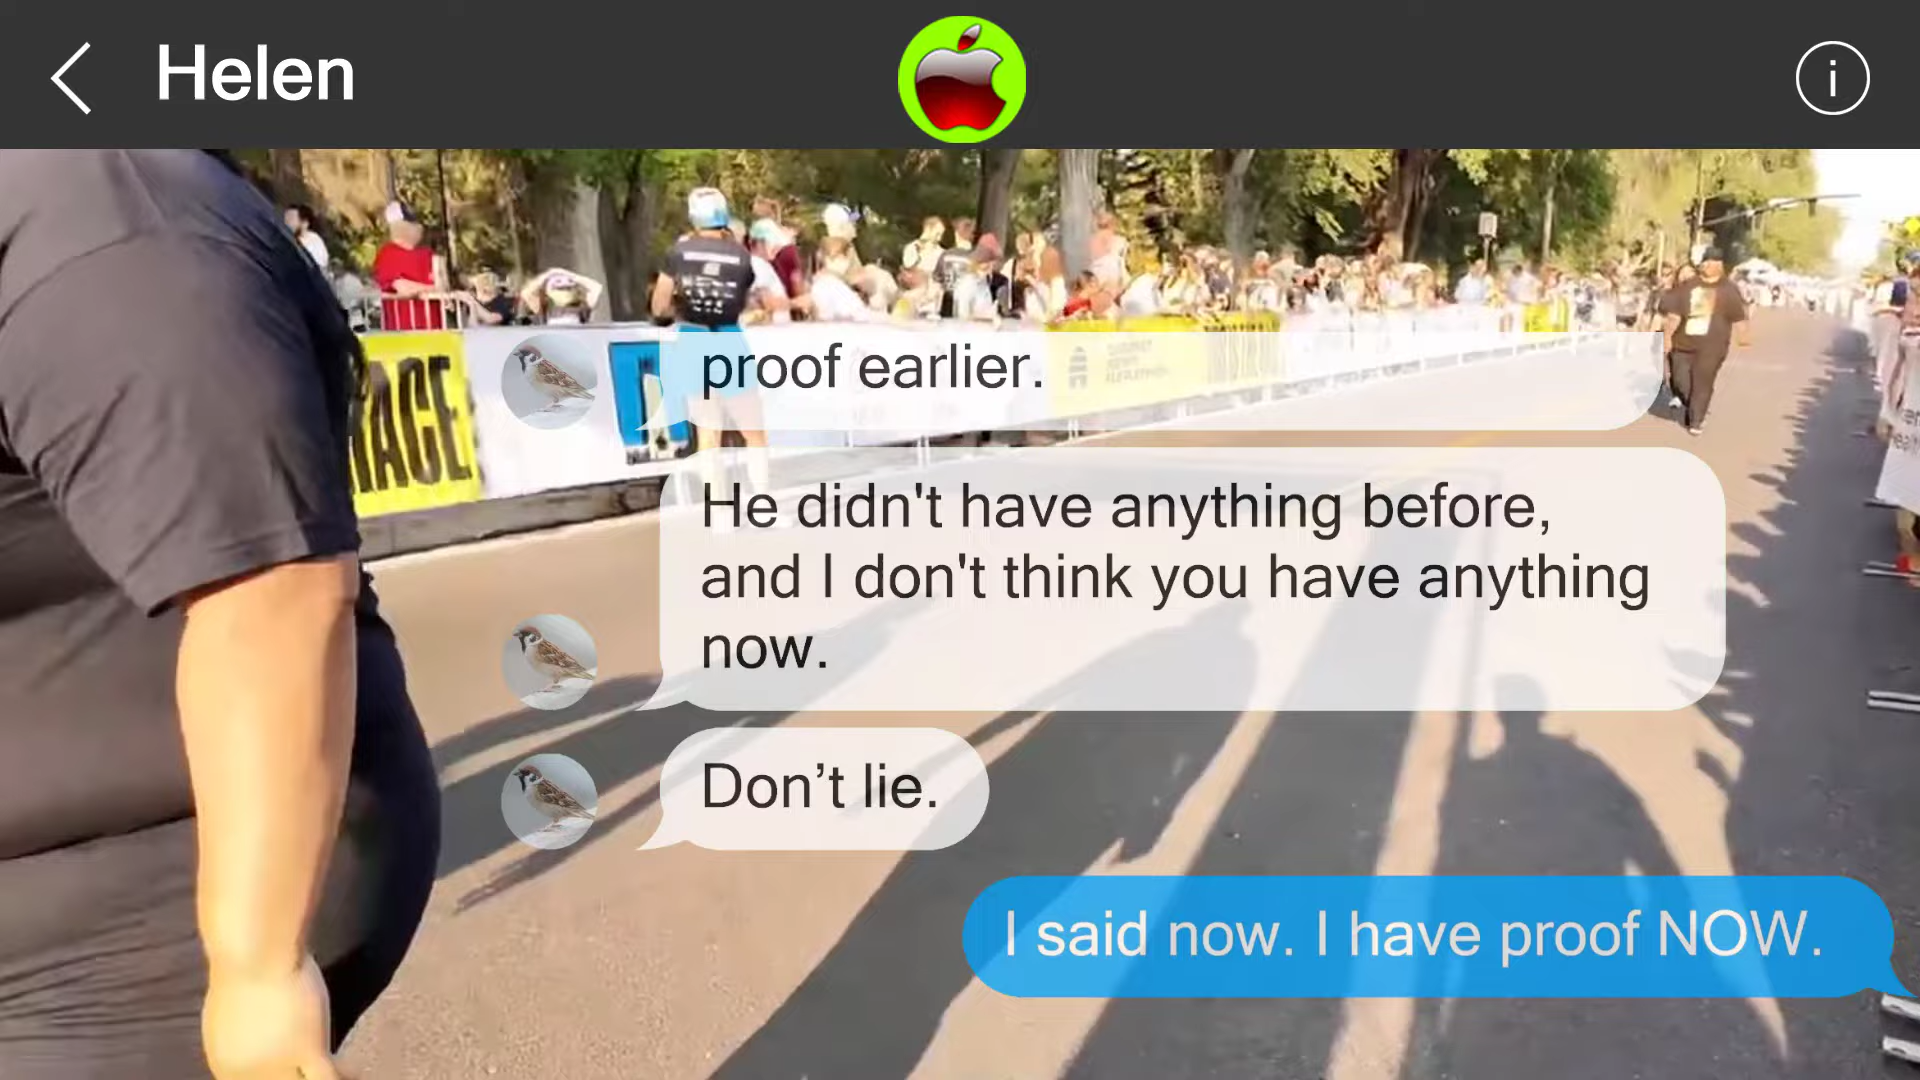 Helen
i
RACE
proof earlier.
He didn't have anything before,
and I don't think you have anything
now.
Don’t lie.
I said now. I have proof NOW.